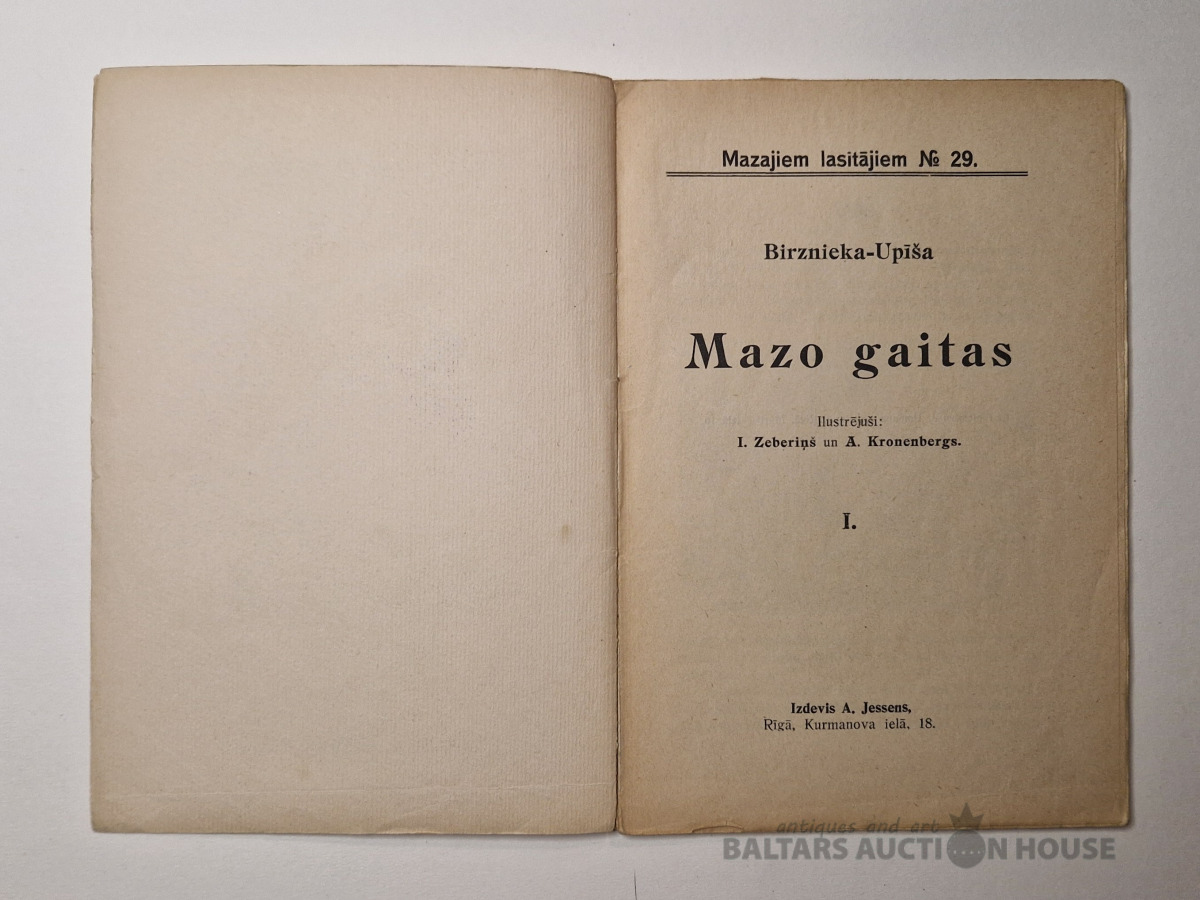 Mazajiem lasitājiem № 29.
Birznieka-Upīša
Mazo gaitas
Ilustrējuši:
I. Zeberiņš un A. Kronenbergs.
Ī.
Izdevis A. Jessens,
Rīgā, Kurmanova ielā, 18.
antiques and art
BALTARS AUCTION HOUSE